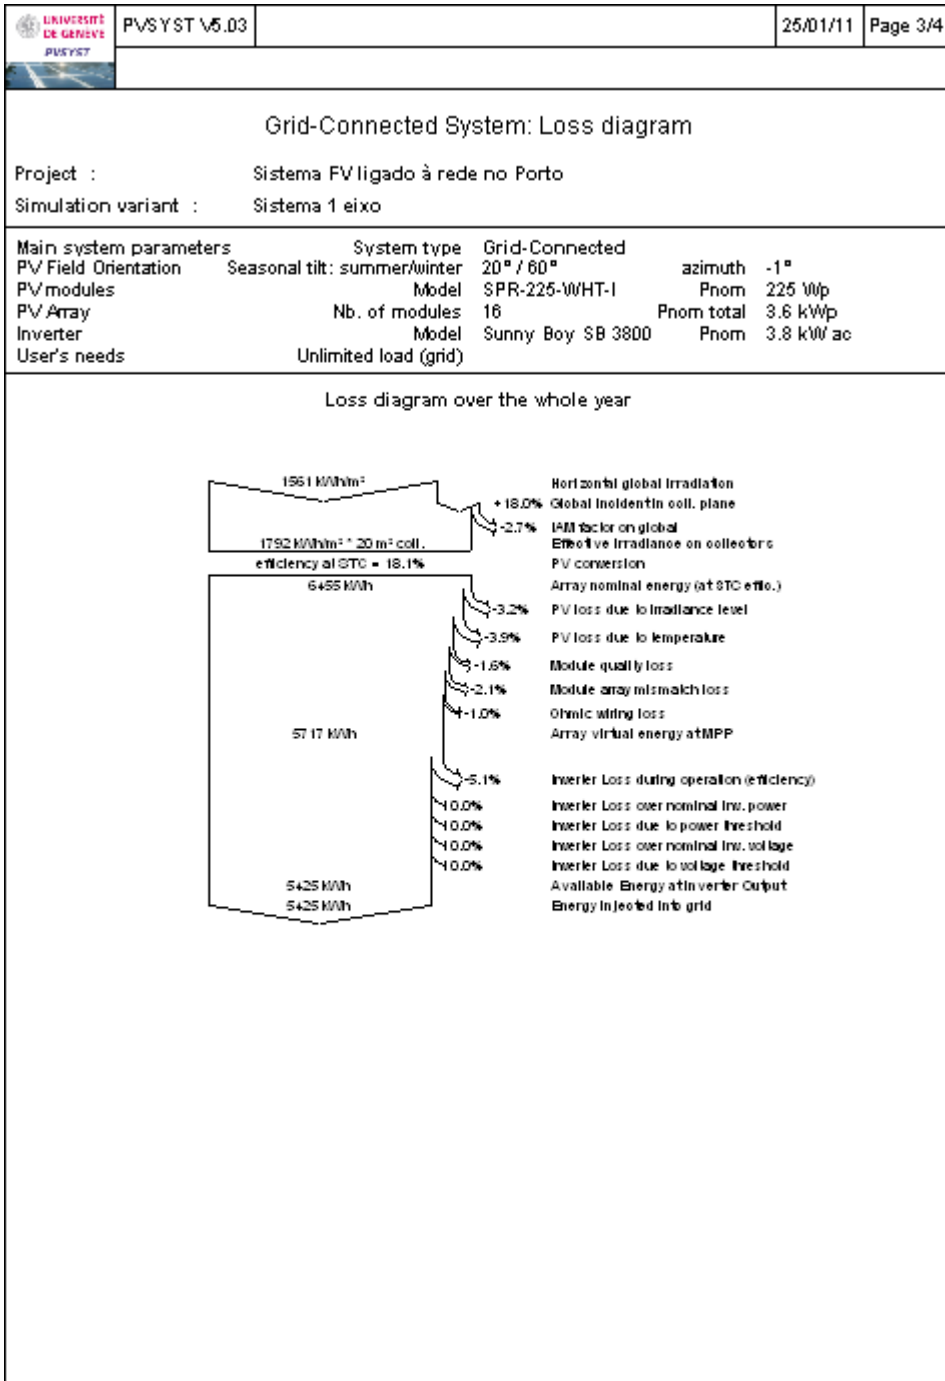 UNIVERSITÉ DE GENÈVE
PVSYST
PVSYST V5.03
25/01/11
Page 3/4
Grid-Connected System: Loss diagram
Project : Sistema FV ligado à rede no Porto
Simulation variant : Sistema 1 eixo
Main system parameters System type Grid-Connected
PV Field Orientation Seasonal tilt: summer/winter 20° / 60° azimuth -1°
PV modules Model SPR-225-WHT-I Pnom 225 Wp
PV Array Nb. of modules 16 Pnom total 3.6 kWp
Inverter Model Sunny Boy SB 3800 Pnom 3.8 kW ac
User's needs Unlimited load (grid)
Loss diagram over the whole year
1561 kWh/m² Horizontal global irradiation
+18.0% Global incident in coll. plane
-2.7% IAM factor on global
1792 kWh/m² * 20 m² coll. Effective irradiance on collectors
efficiency at STC = 18.1% PV conversion
6455 kWh Array nominal energy (at STC effic.)
-3.2% PV loss due to irradiance level
-3.9% PV loss due to temperature
-1.6% Module quality loss
-2.1% Module array mismatch loss
-1.0% Ohmic wiring loss
5717 kWh Array virtual energy at MPP
-5.1% Inverter Loss during operation (efficiency)
0.0% Inverter Loss over nominal inv. power
0.0% Inverter Loss due to power threshold
0.0% Inverter Loss over nominal inv. voltage
0.0% Inverter Loss due to voltage threshold
5425 kWh Available Energy at Inverter Output
5425 kWh Energy injected into grid